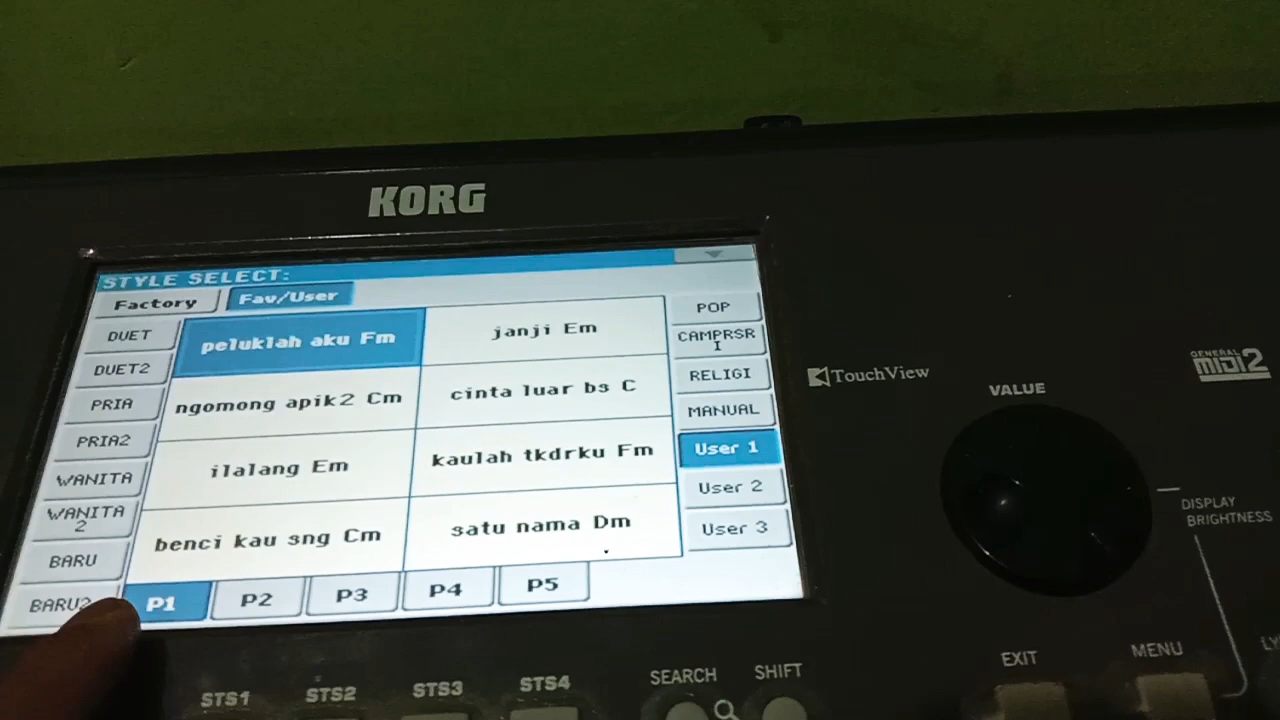 KORG
STYLE SELECT:
Factory
Fav/User
DUET
DUET2
PRIA
PRIA2
WANITA
WANITA
2
BARU
BARU2
peluklah aku Fm
janji Em
ngomong apik2 Cm
cinta luar bs C
ilalang Em
kaulah tkdrku Fm
benci kau sng Cm
satu nama Dm
POP
CAMPRSR
I
RELIGI
MANUAL
User 1
User 2
User 3
P1
P2
P3
P4
P5
TouchView
VALUE
GENERAL
MIDI2
DISPLAY
BRIGHTNESS
EXIT
MENU
STS1
STS2
STS3
STS4
SEARCH
SHIFT